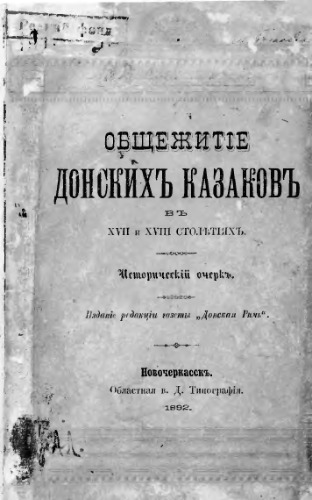 ОБЩЕЖИТІЕ
ДОНСКИХЪ КАЗАКОВЪ
ВЪ
XVII и XVIII СТОЛѢТІЯХЪ.
Историческій очеркъ.
Изданіе редакціи газеты „Донская Рѣчь".
Новочеркасскъ.
Областная в. Д. Типографія.
1892.